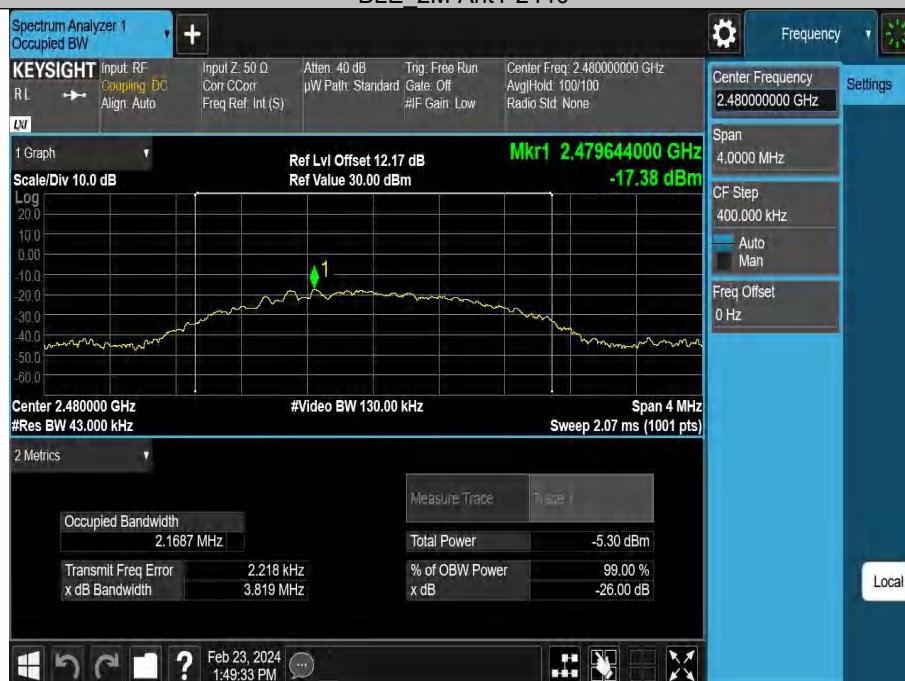 Spectrum Analyzer 1
Occupied BW
Frequency
KEYSIGHT
RL
LXI
Input: RF
Coupling: DC
Align: Auto
Input Z: 50 Ω
Corr CCorr
Freq Ref: Int (S)
Atten: 40 dB
µW Path: Standard
Trig: Free Run
Gate: Off
#IF Gain: Low
Center Freq: 2.480000000 GHz
Avg|Hold: 100/100
Radio Std: None
Center Frequency
2.480000000 GHz
Settings
Span
4.0000 MHz
CF Step
400.000 kHz
Auto
Man
Freq Offset
0 Hz
1 Graph
Scale/Div 10.0 dB
Ref Lvl Offset 12.17 dB
Ref Value 30.00 dBm
Mkr1 2.479644000 GHz
-17.38 dBm
Log
20.0
10.0
0.00
-10.0
-20.0
-30.0
-40.0
-50.0
-60.0
1
Center 2.480000 GHz
#Res BW 43.000 kHz
#Video BW 130.00 kHz
Span 4 MHz
Sweep 2.07 ms (1001 pts)
2 Metrics
Measure Trace
Trace 1
Occupied Bandwidth
2.1687 MHz
Total Power -5.30 dBm
Transmit Freq Error 2.218 kHz
% of OBW Power 99.00 %
x dB Bandwidth 3.819 MHz
x dB -26.00 dB
Local
?
Feb 23, 2024
1:49:33 PM